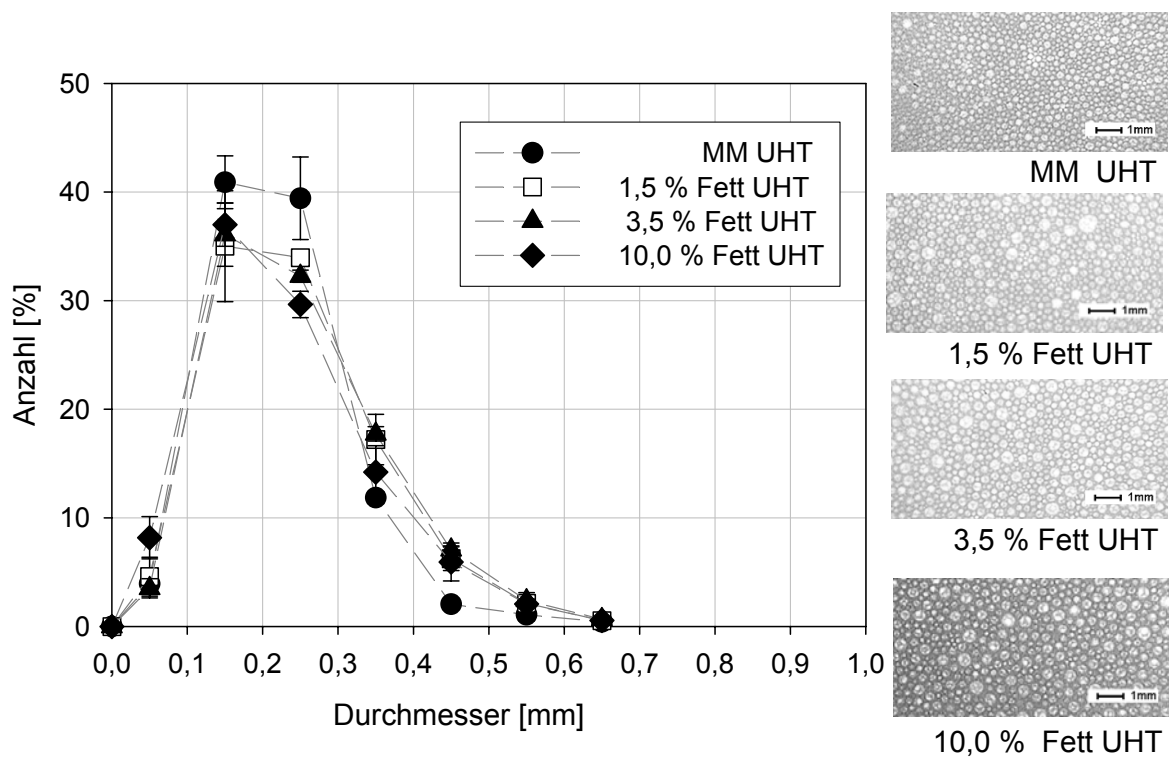 50
40
30
20
10
0
Anzahl [%]
0,0 0,1 0,2 0,3 0,4 0,5 0,6 0,7 0,8 0,9 1,0
Durchmesser [mm]
MM UHT
1,5 % Fett UHT
3,5 % Fett UHT
10,0 % Fett UHT
1mm
MM UHT
1mm
1,5 % Fett UHT
1mm
3,5 % Fett UHT
1mm
10,0 % Fett UHT